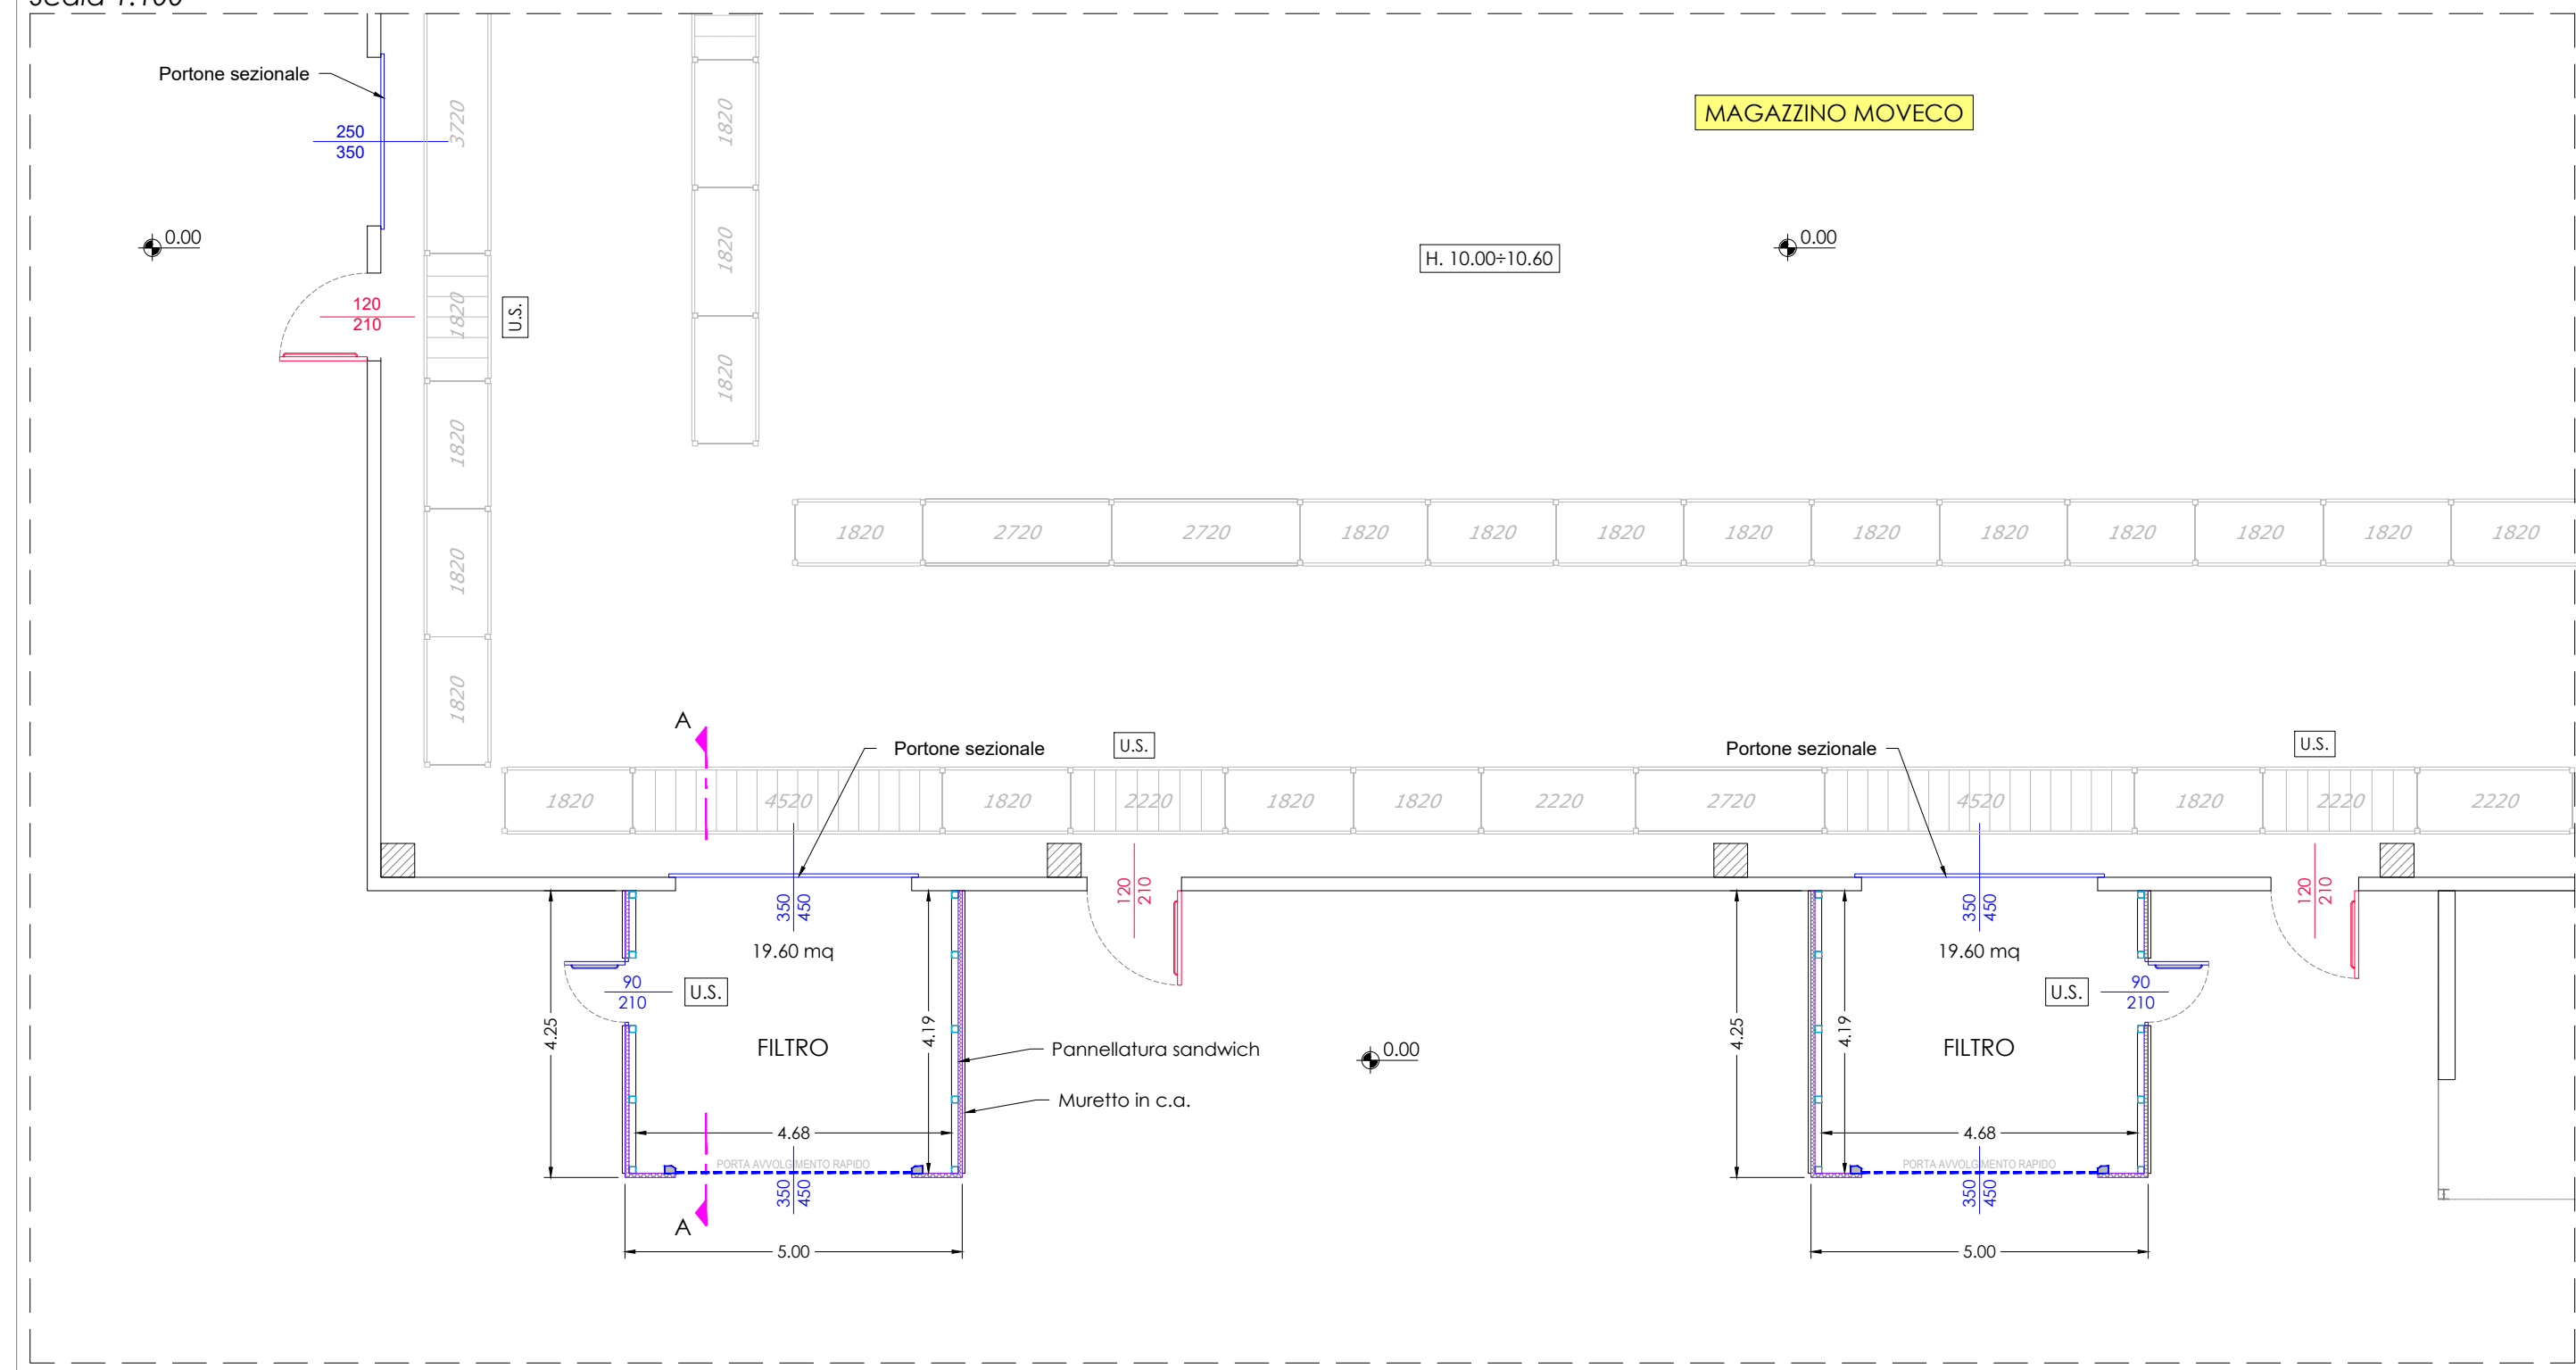 Scala 1:100
Portone sezionale
3720
1820
MAGAZZINO MOVECO
250
350
0.00
1820
H. 10.00÷10.60
0.00
120
210
1820
U.S.
1820
1820
1820
1820
1820 2720 2720 1820 1820 1820 1820 1820 1820 1820 1820 1820 1820
A
Portone sezionale
U.S.
Portone sezionale
U.S.
1820 4520 1820 2220 1820 1820 2220 2720 4520 1820 2220 2220
350
450
120
210
350
450
120
210
19.60 mq
19.60 mq
90
210
U.S.
U.S.
90
210
4.25
FILTRO
4.19
Pannellatura sandwich
0.00
4.25
4.19
FILTRO
Muretto in c.a.
4.68
4.68
PORTA AVVOLGIMENTO RAPIDO
PORTA AVVOLGIMENTO RAPIDO
350
450
350
450
A
5.00
5.00